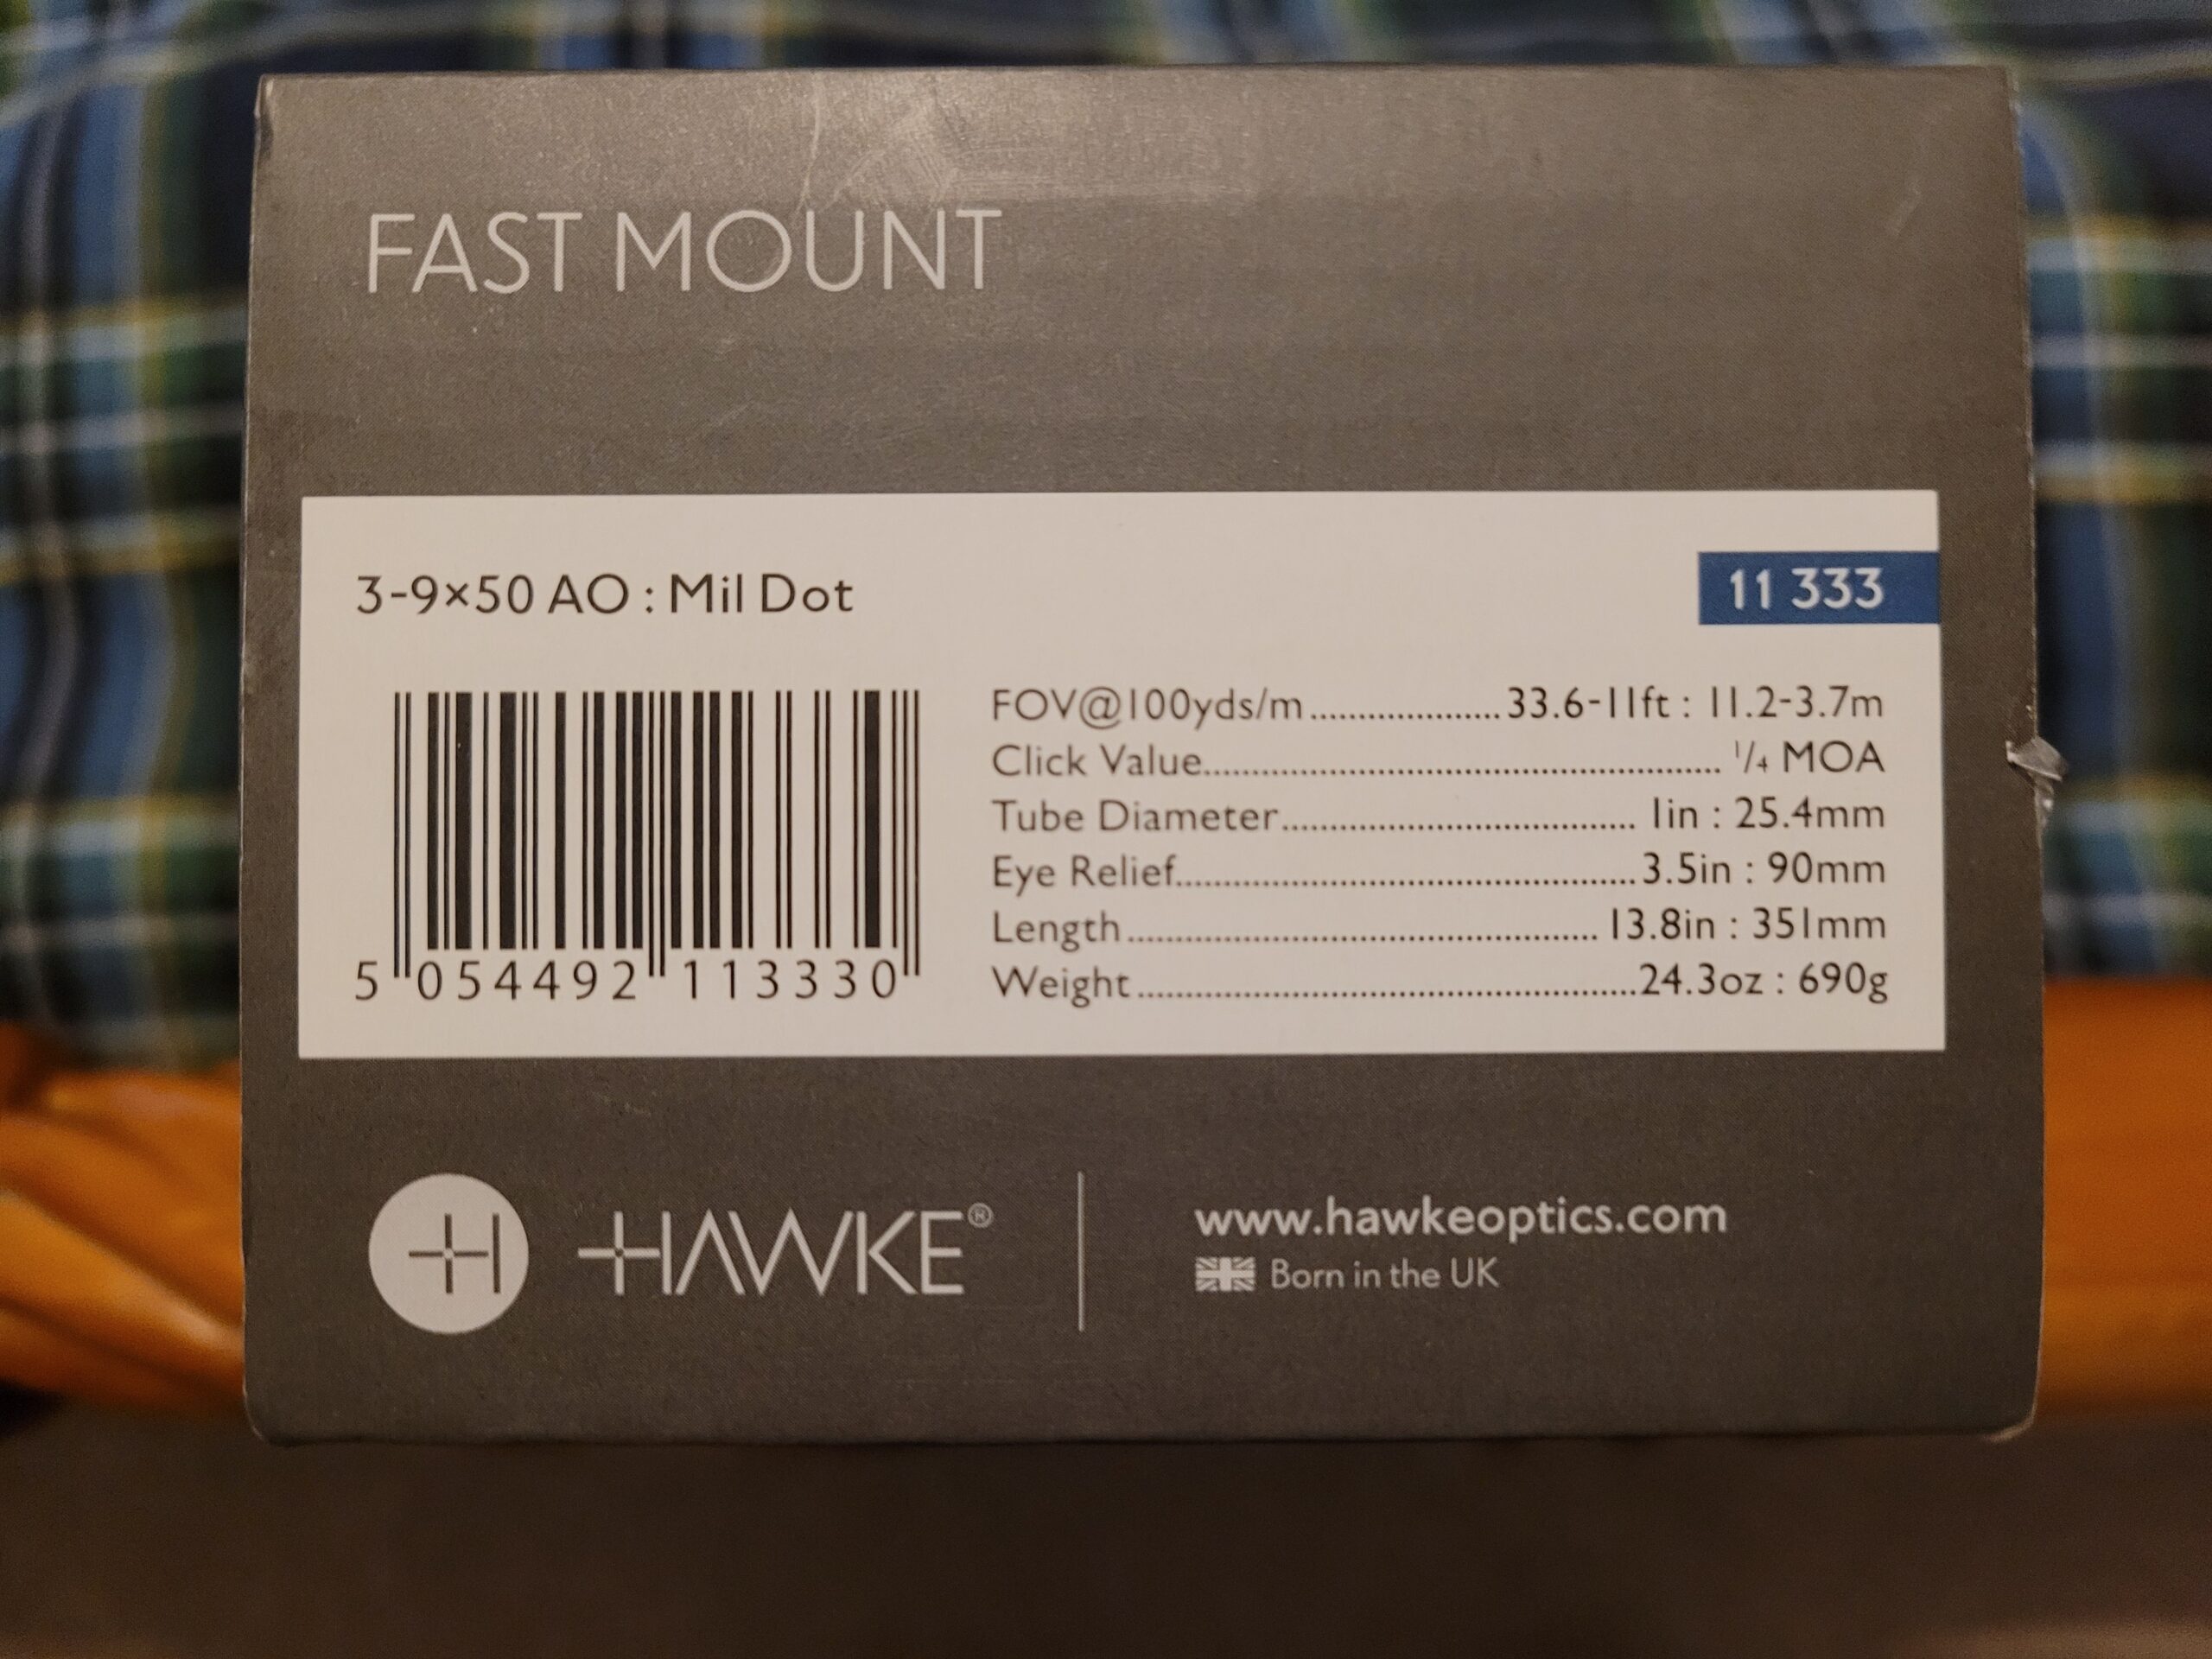 FAST MOUNT
3-9×50 AO : Mil Dot
11 333
FOV@100yds/m...................33.6-11ft : 11.2-3.7m
Click Value.................................................... ¼ MOA
Tube Diameter................................... 1in : 25.4mm
Eye Relief..............................................3.5in : 90mm
Length............................................... 13.8in : 351mm
Weight..................................................24.3oz : 690g
5 054492 113330
H
HAWKE®
www.hawkeoptics.com
Born in the UK